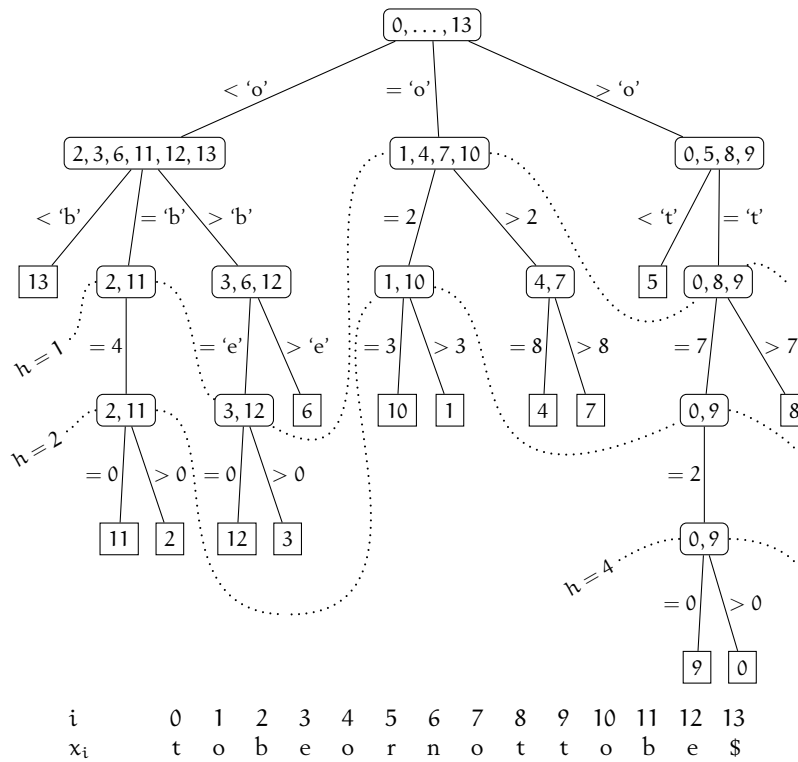 0, . . . , 13
< ‘o’ = ‘o’ > ‘o’
2, 3, 6, 11, 12, 13 1, 4, 7, 10 0, 5, 8, 9
< ‘b’ = ‘b’ > ‘b’ = 2 > 2 < ‘t’ = ‘t’
13 2, 11 3, 6, 12 1, 10 4, 7 5 0, 8, 9
h = 1 = 4 = ‘e’ > ‘e’ = 3 > 3 = 8 > 8 = 7 > 7
h = 2 2, 11 3, 12 6 10 1 4 7 0, 9 8
= 0 > 0 = 0 > 0 = 2
11 2 12 3 0, 9
h = 4 = 0 > 0
9 0
i 0 1 2 3 4 5 6 7 8 9 10 11 12 13
xᵢ t o b e o r n o t t o b e $